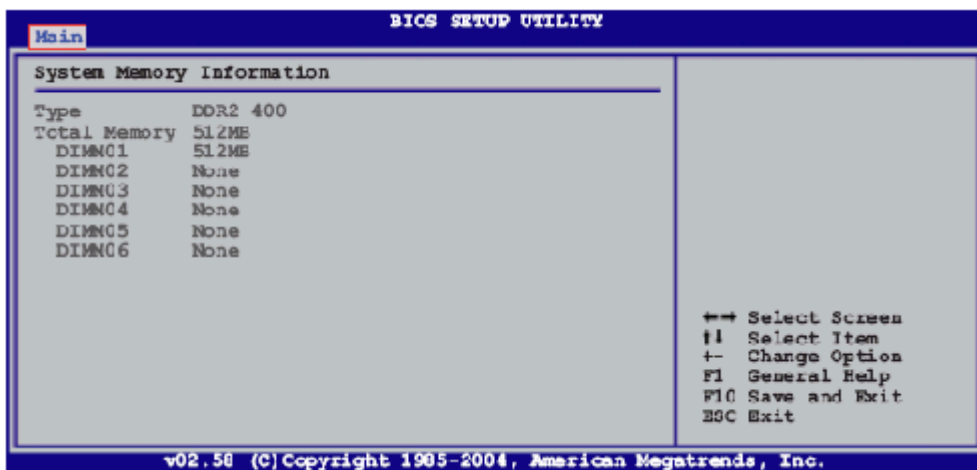 BIOS SETUP UTILITY
Main
System Memory Information
Type DDR2 400
Total Memory 512MB
DIMM01 512MB
DIMM02 None
DIMM03 None
DIMM04 None
DIMM05 None
DIMM06 None
←→ Select Screen
↑↓ Select Item
+- Change Option
F1 General Help
F10 Save and Exit
ESC Exit
v02.58 (C)Copyright 1985-2004, American Megatrends, Inc.